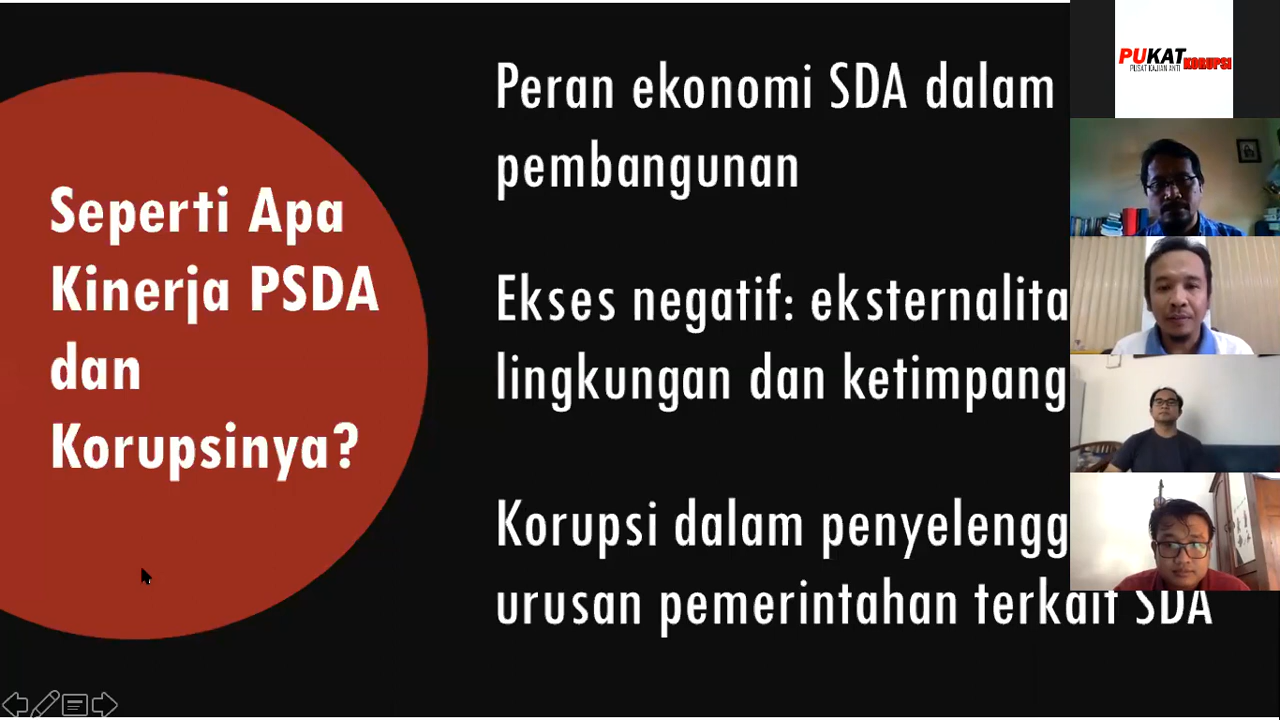 Seperti Apa
Kinerja PSDA
dan
Korupsinya?
Peran ekonomi SDA dalam
pembangunan
Ekses negatif: eksternalita
lingkungan dan ketimpang
Korupsi dalam penyelengg
urusan pemerintahan terkait SDA
PUKAT
PUSAT KAJIAN ANTI KORUPSI